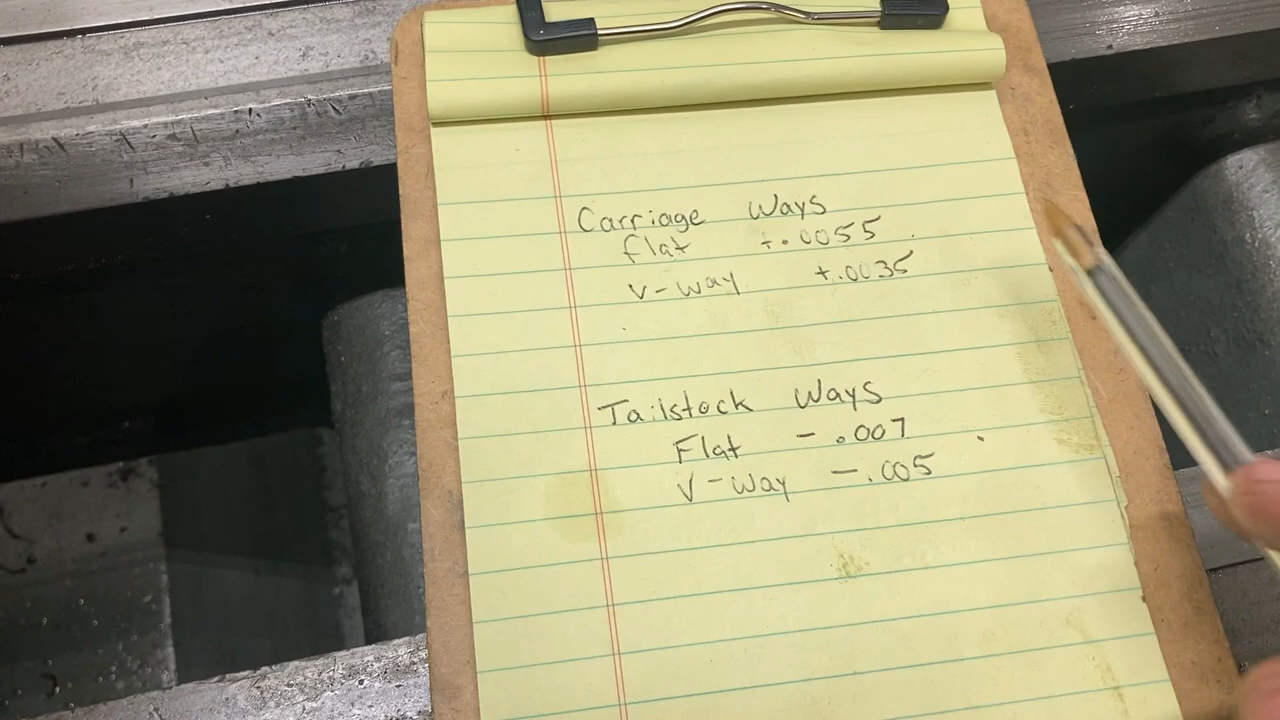 Carriage Ways
flat +.0055
V-way +.0035
Tailstock Ways
Flat -.007
V-way -.005